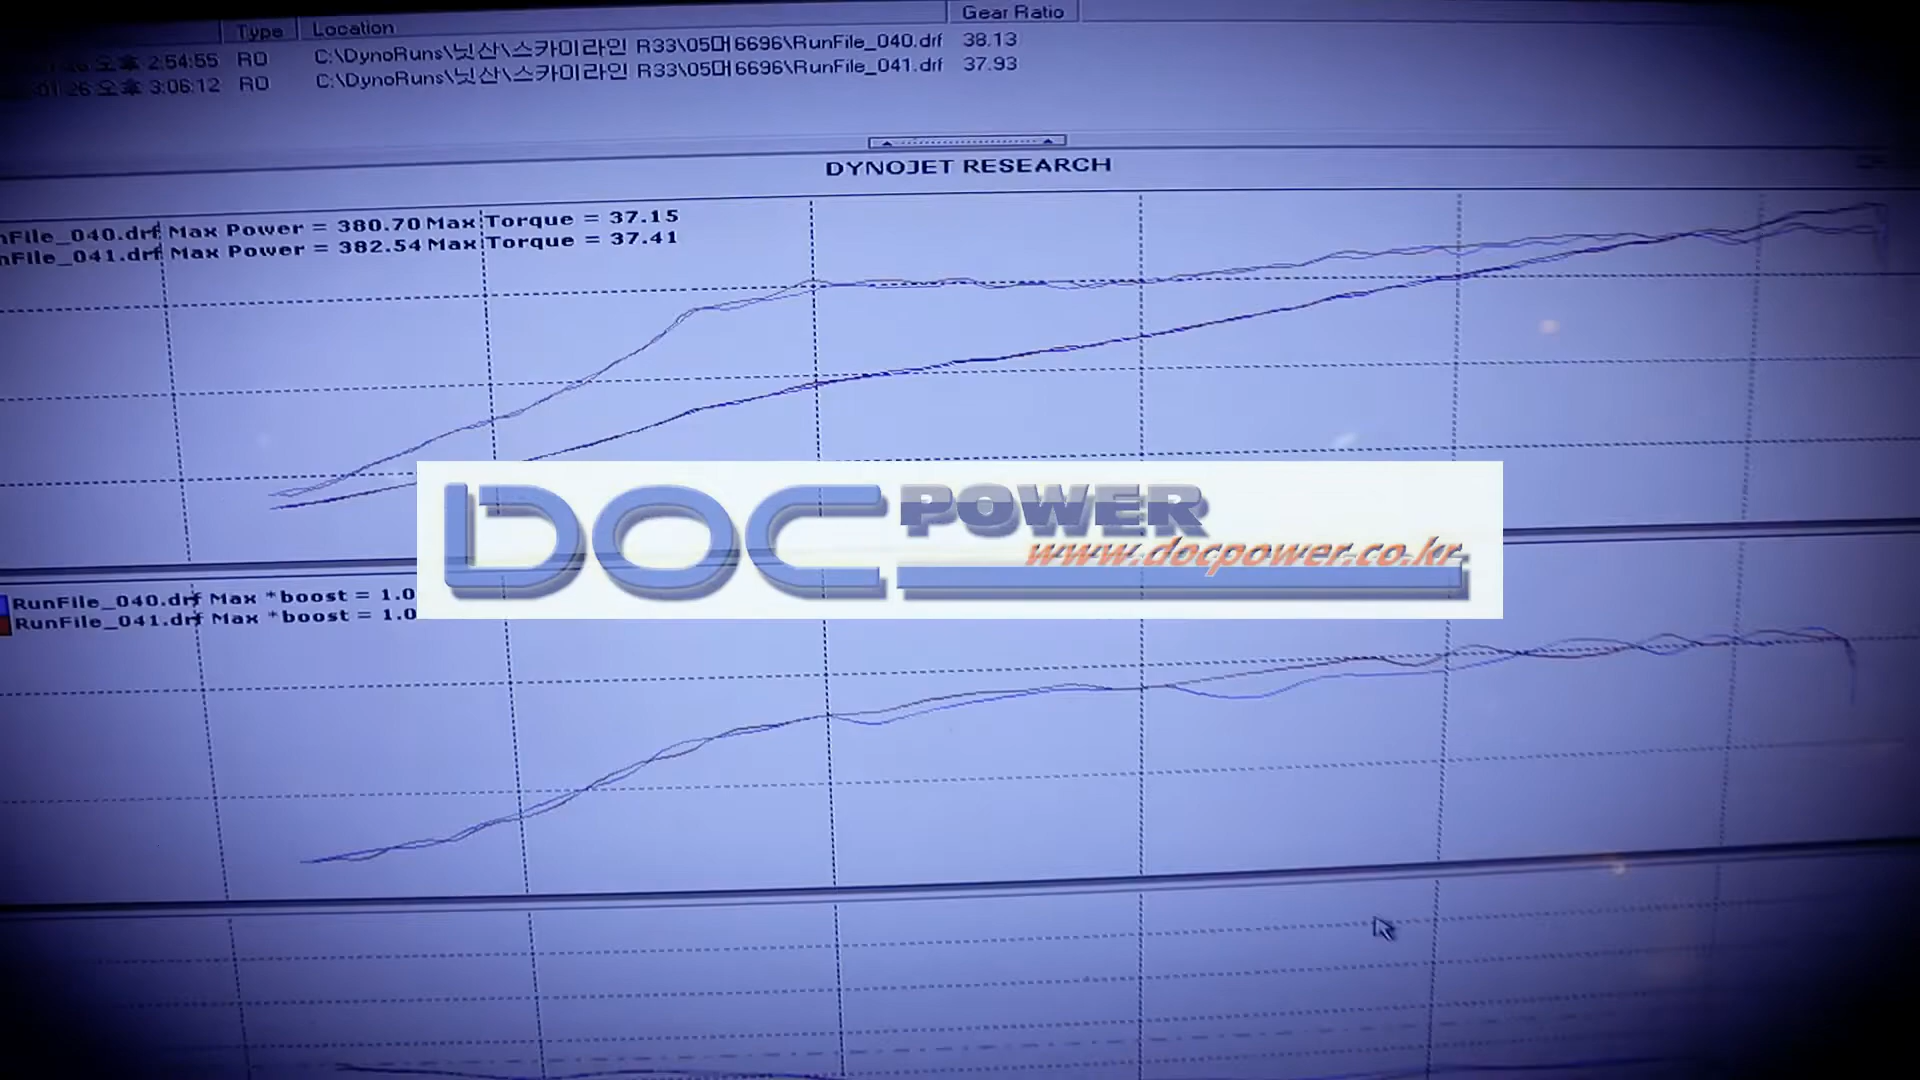 Type Location Gear Ratio
01 26 오후 2:54:55 RO C:\DynoRuns\닛산\스카이라인 R33\05머6696\RunFile_040.drf 38.13
01 26 오후 3:06:12 RO C:\DynoRuns\닛산\스카이라인 R33\05머6696\RunFile_041.drf 37.93
DYNOJET RESEARCH
nFile_040.drf Max Power = 380.70 Max Torque = 37.15
nFile_041.drf Max Power = 382.54 Max Torque = 37.41
DOC POWER
www.docpower.co.kr
RunFile_040.drf Max *boost = 1.0
RunFile_041.drf Max *boost = 1.0